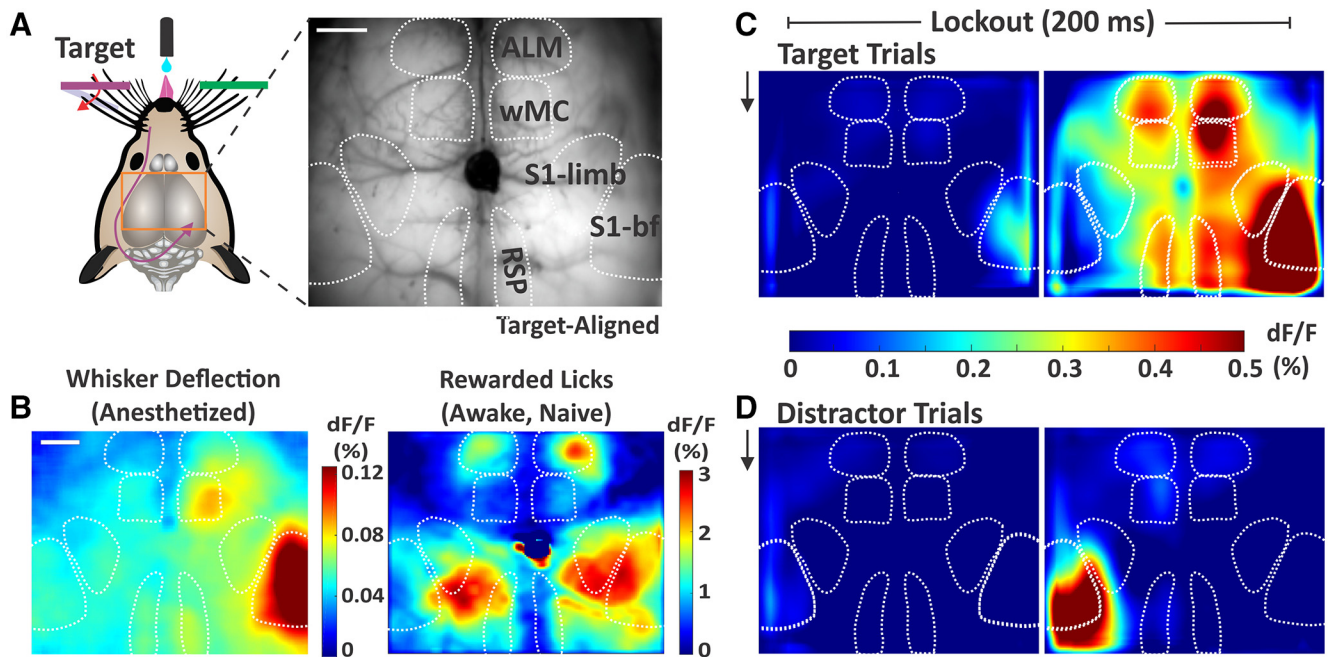 A
Target
ALM
wMC
S1-limb
S1-bf
RSP
Target-Aligned
B
Whisker Deflection
(Anesthetized)
dF/F
(%)
0.12
0.08
0.04
0
Rewarded Licks
(Awake, Naive)
dF/F
(%)
3
2
1
0
C
Lockout (200 ms)
Target Trials
0
0.1
0.2
0.3
0.4
0.5
dF/F
(%)
D
Distractor Trials